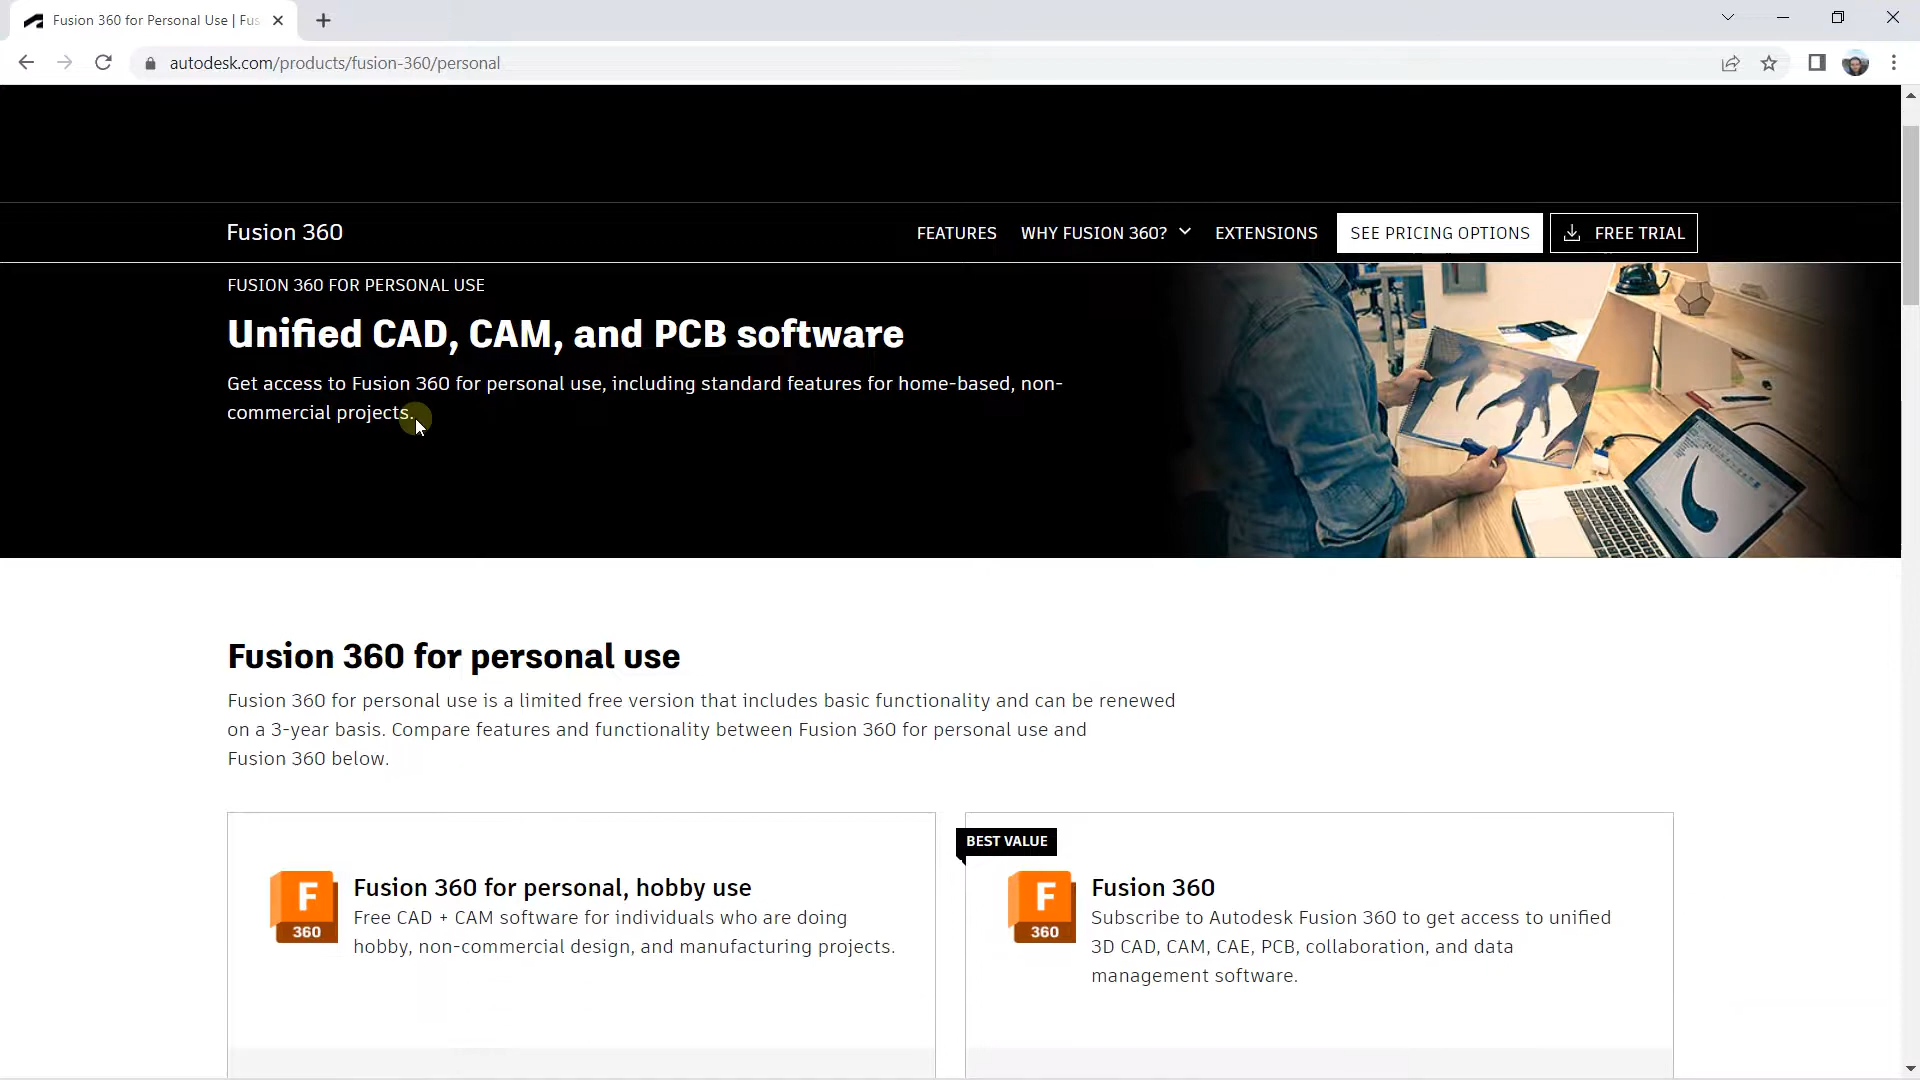 Fusion 360 for Personal Use | Fus
autodesk.com/products/fusion-360/personal
Fusion 360
FEATURES
WHY FUSION 360?
EXTENSIONS
SEE PRICING OPTIONS
FREE TRIAL
FUSION 360 FOR PERSONAL USE
Unified CAD, CAM, and PCB software
Get access to Fusion 360 for personal use, including standard features for home-based, non-
commercial projects.
Fusion 360 for personal use
Fusion 360 for personal use is a limited free version that includes basic functionality and can be renewed
on a 3-year basis. Compare features and functionality between Fusion 360 for personal use and
Fusion 360 below.
F
360
Fusion 360 for personal, hobby use
Free CAD + CAM software for individuals who are doing
hobby, non-commercial design, and manufacturing projects.
BEST VALUE
F
360
Fusion 360
Subscribe to Autodesk Fusion 360 to get access to unified
3D CAD, CAM, CAE, PCB, collaboration, and data
management software.